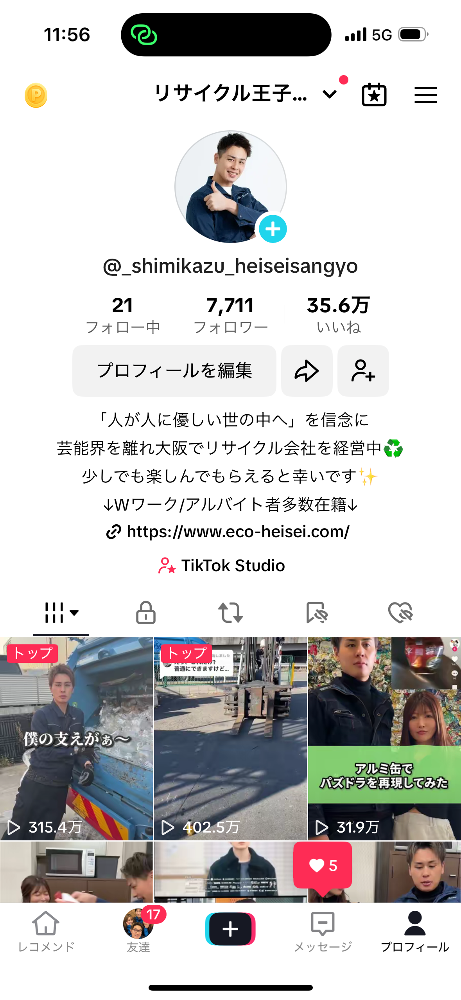 11:56
5G
P
リサイクル王子...
@_shimikazu_heiseisangyo
21
フォロー中
7,711
フォロワー
35.6万
いいね
プロフィールを編集
「人が人に優しい世の中へ」を信念に
芸能界を離れ大阪でリサイクル会社を経営中♻️
少しでも楽しんでもらえると幸いです✨
↓Wワーク/アルバイト者多数在籍↓
https://www.eco-heisei.com/
TikTok Studio
トップ
僕の支えがぁ〜
315.4万
トップ
普通にできますけど...
402.5万
アルミ缶で
パズドラを再現してみた
31.9万
5
レコメンド
17
友達
メッセージ
プロフィール